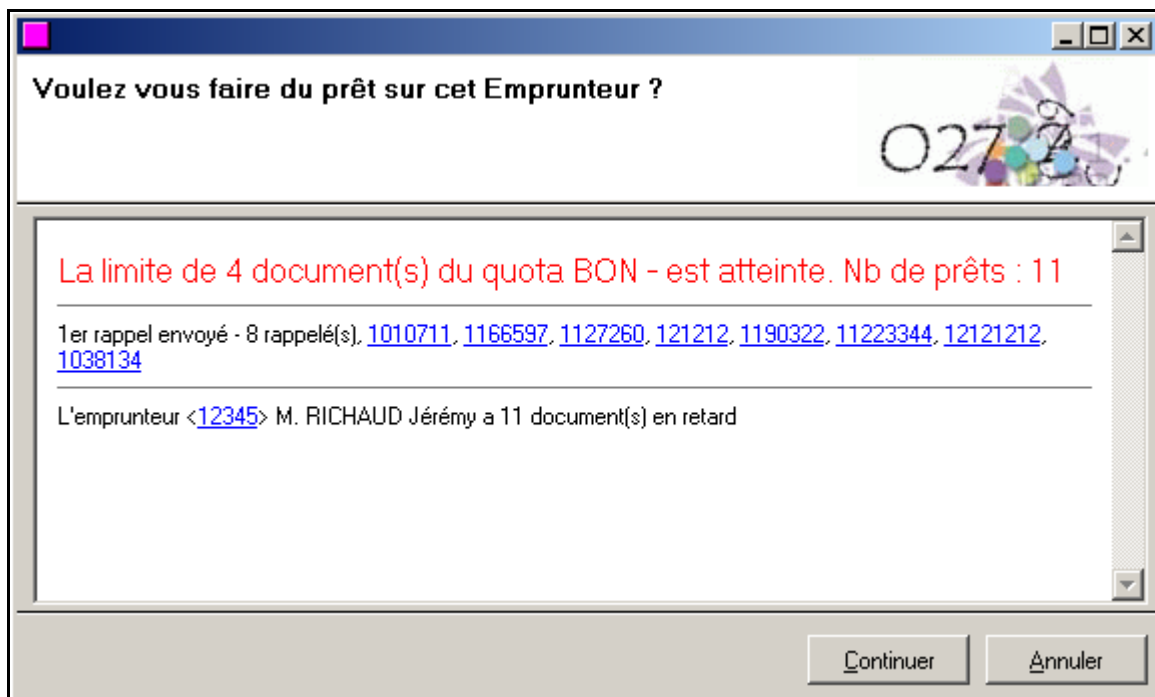 Voulez vous faire du prêt sur cet Emprunteur ?
O27
La limite de 4 document(s) du quota BON - est atteinte. Nb de prêts : 11
1er rappel envoyé - 8 rappelé(s), 1010711, 1166597, 1127260, 121212, 1190322, 11223344, 12121212,
1038134
L'emprunteur <12345> M. RICHAUD Jérémy a 11 document(s) en retard
Continuer
Annuler